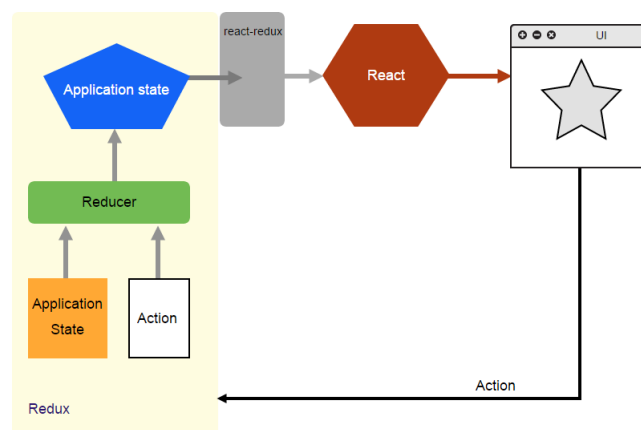 react-redux
UI
Application state
React
Reducer
Application
State
Action
Action
Redux